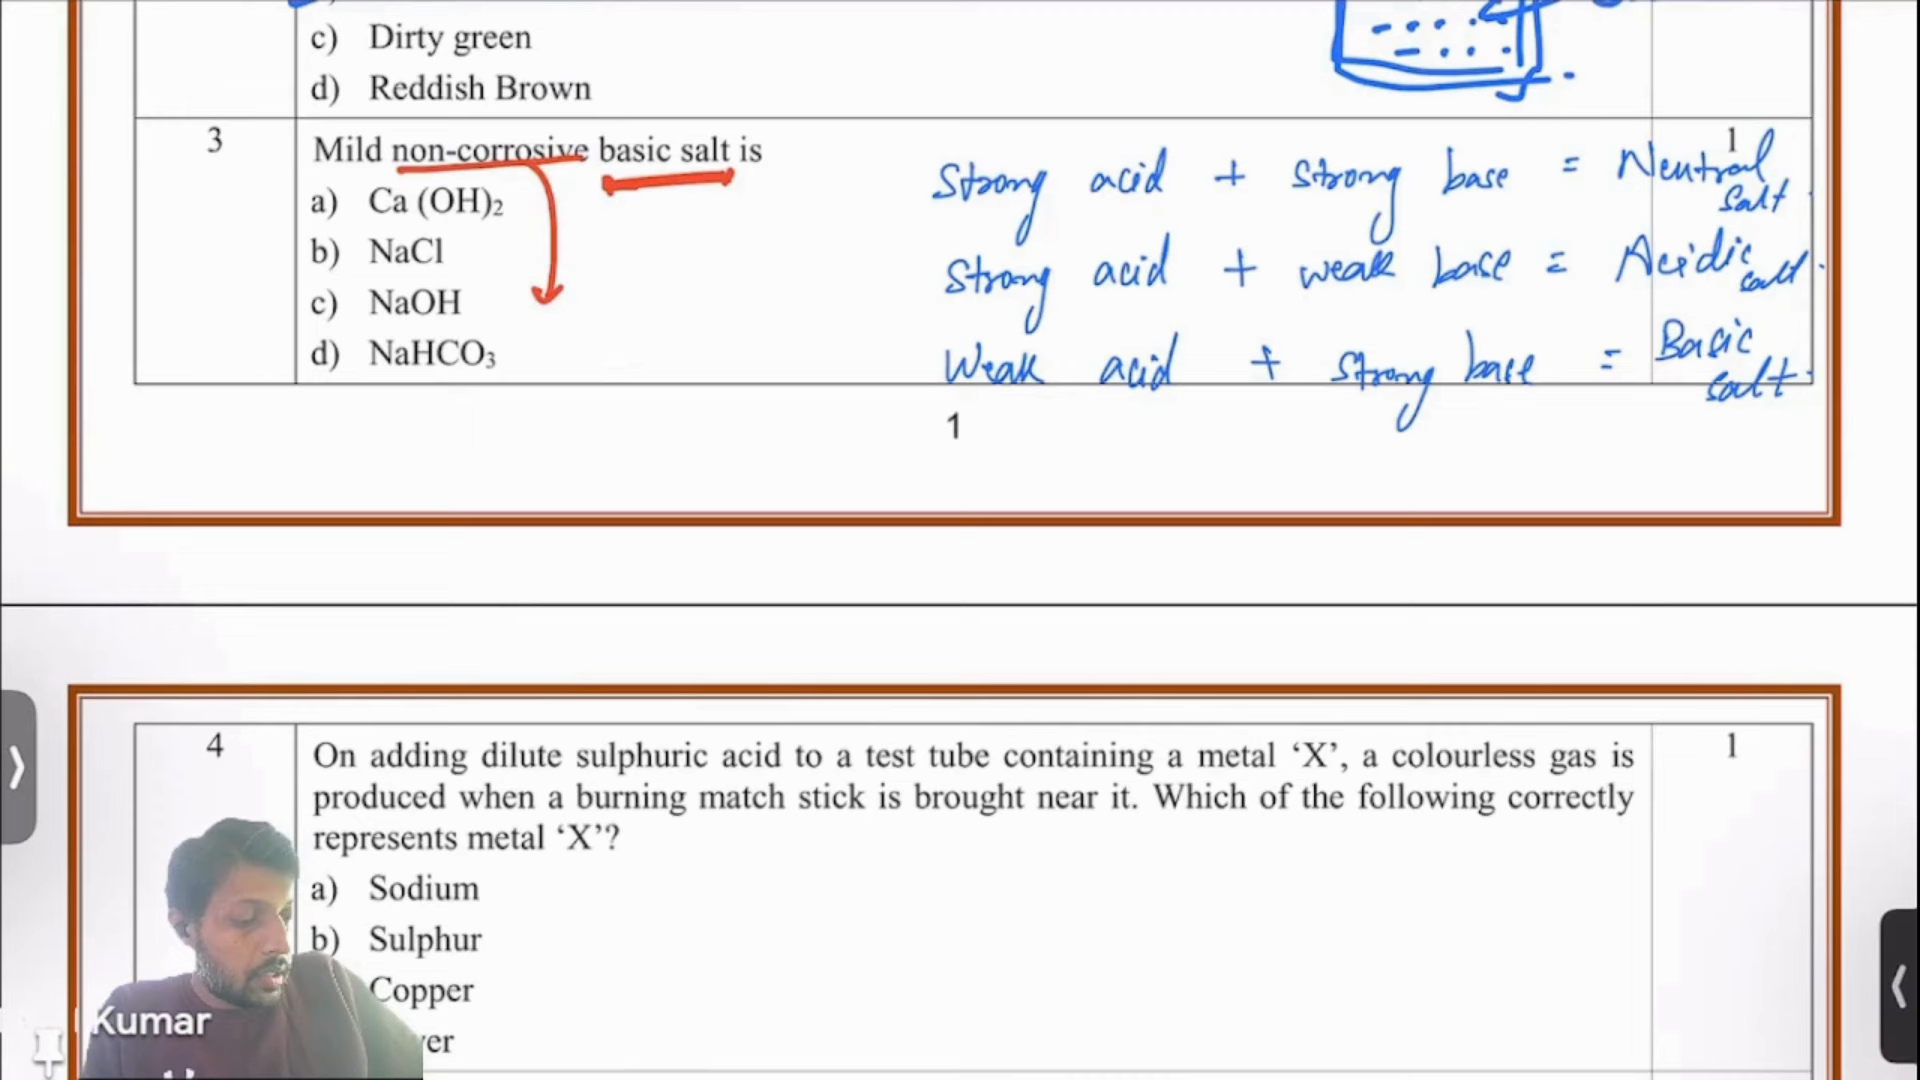 c) Dirty green
d) Reddish Brown
3
Mild non-corrosive basic salt is
1
a) Ca (OH)₂
b) NaCl
c) NaOH
d) NaHCO₃
Strong acid + strong base = Neutral salt.
Strong acid + weak base = Acidic salt.
Weak acid + strong base = Basic salt.
1
4
On adding dilute sulphuric acid to a test tube containing a metal ‘X’, a colourless gas is
1
produced when a burning match stick is brought near it. Which of the following correctly
represents metal ‘X’?
a) Sodium
b) Sulphur
Copper
Kumar